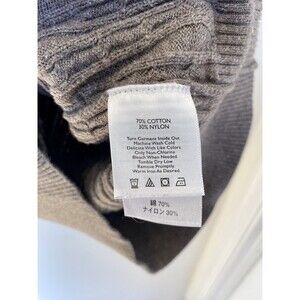 70% COTTON
30% NYLON
Turn Garment Inside Out
Machine Wash Cold
Delicate With Like Colors
Only Non-Chlorine
Bleach When Needed
Tumble Dry Low
Remove Promptly
Warm Iron As Desired.
綿 70%
ナイロン 30%